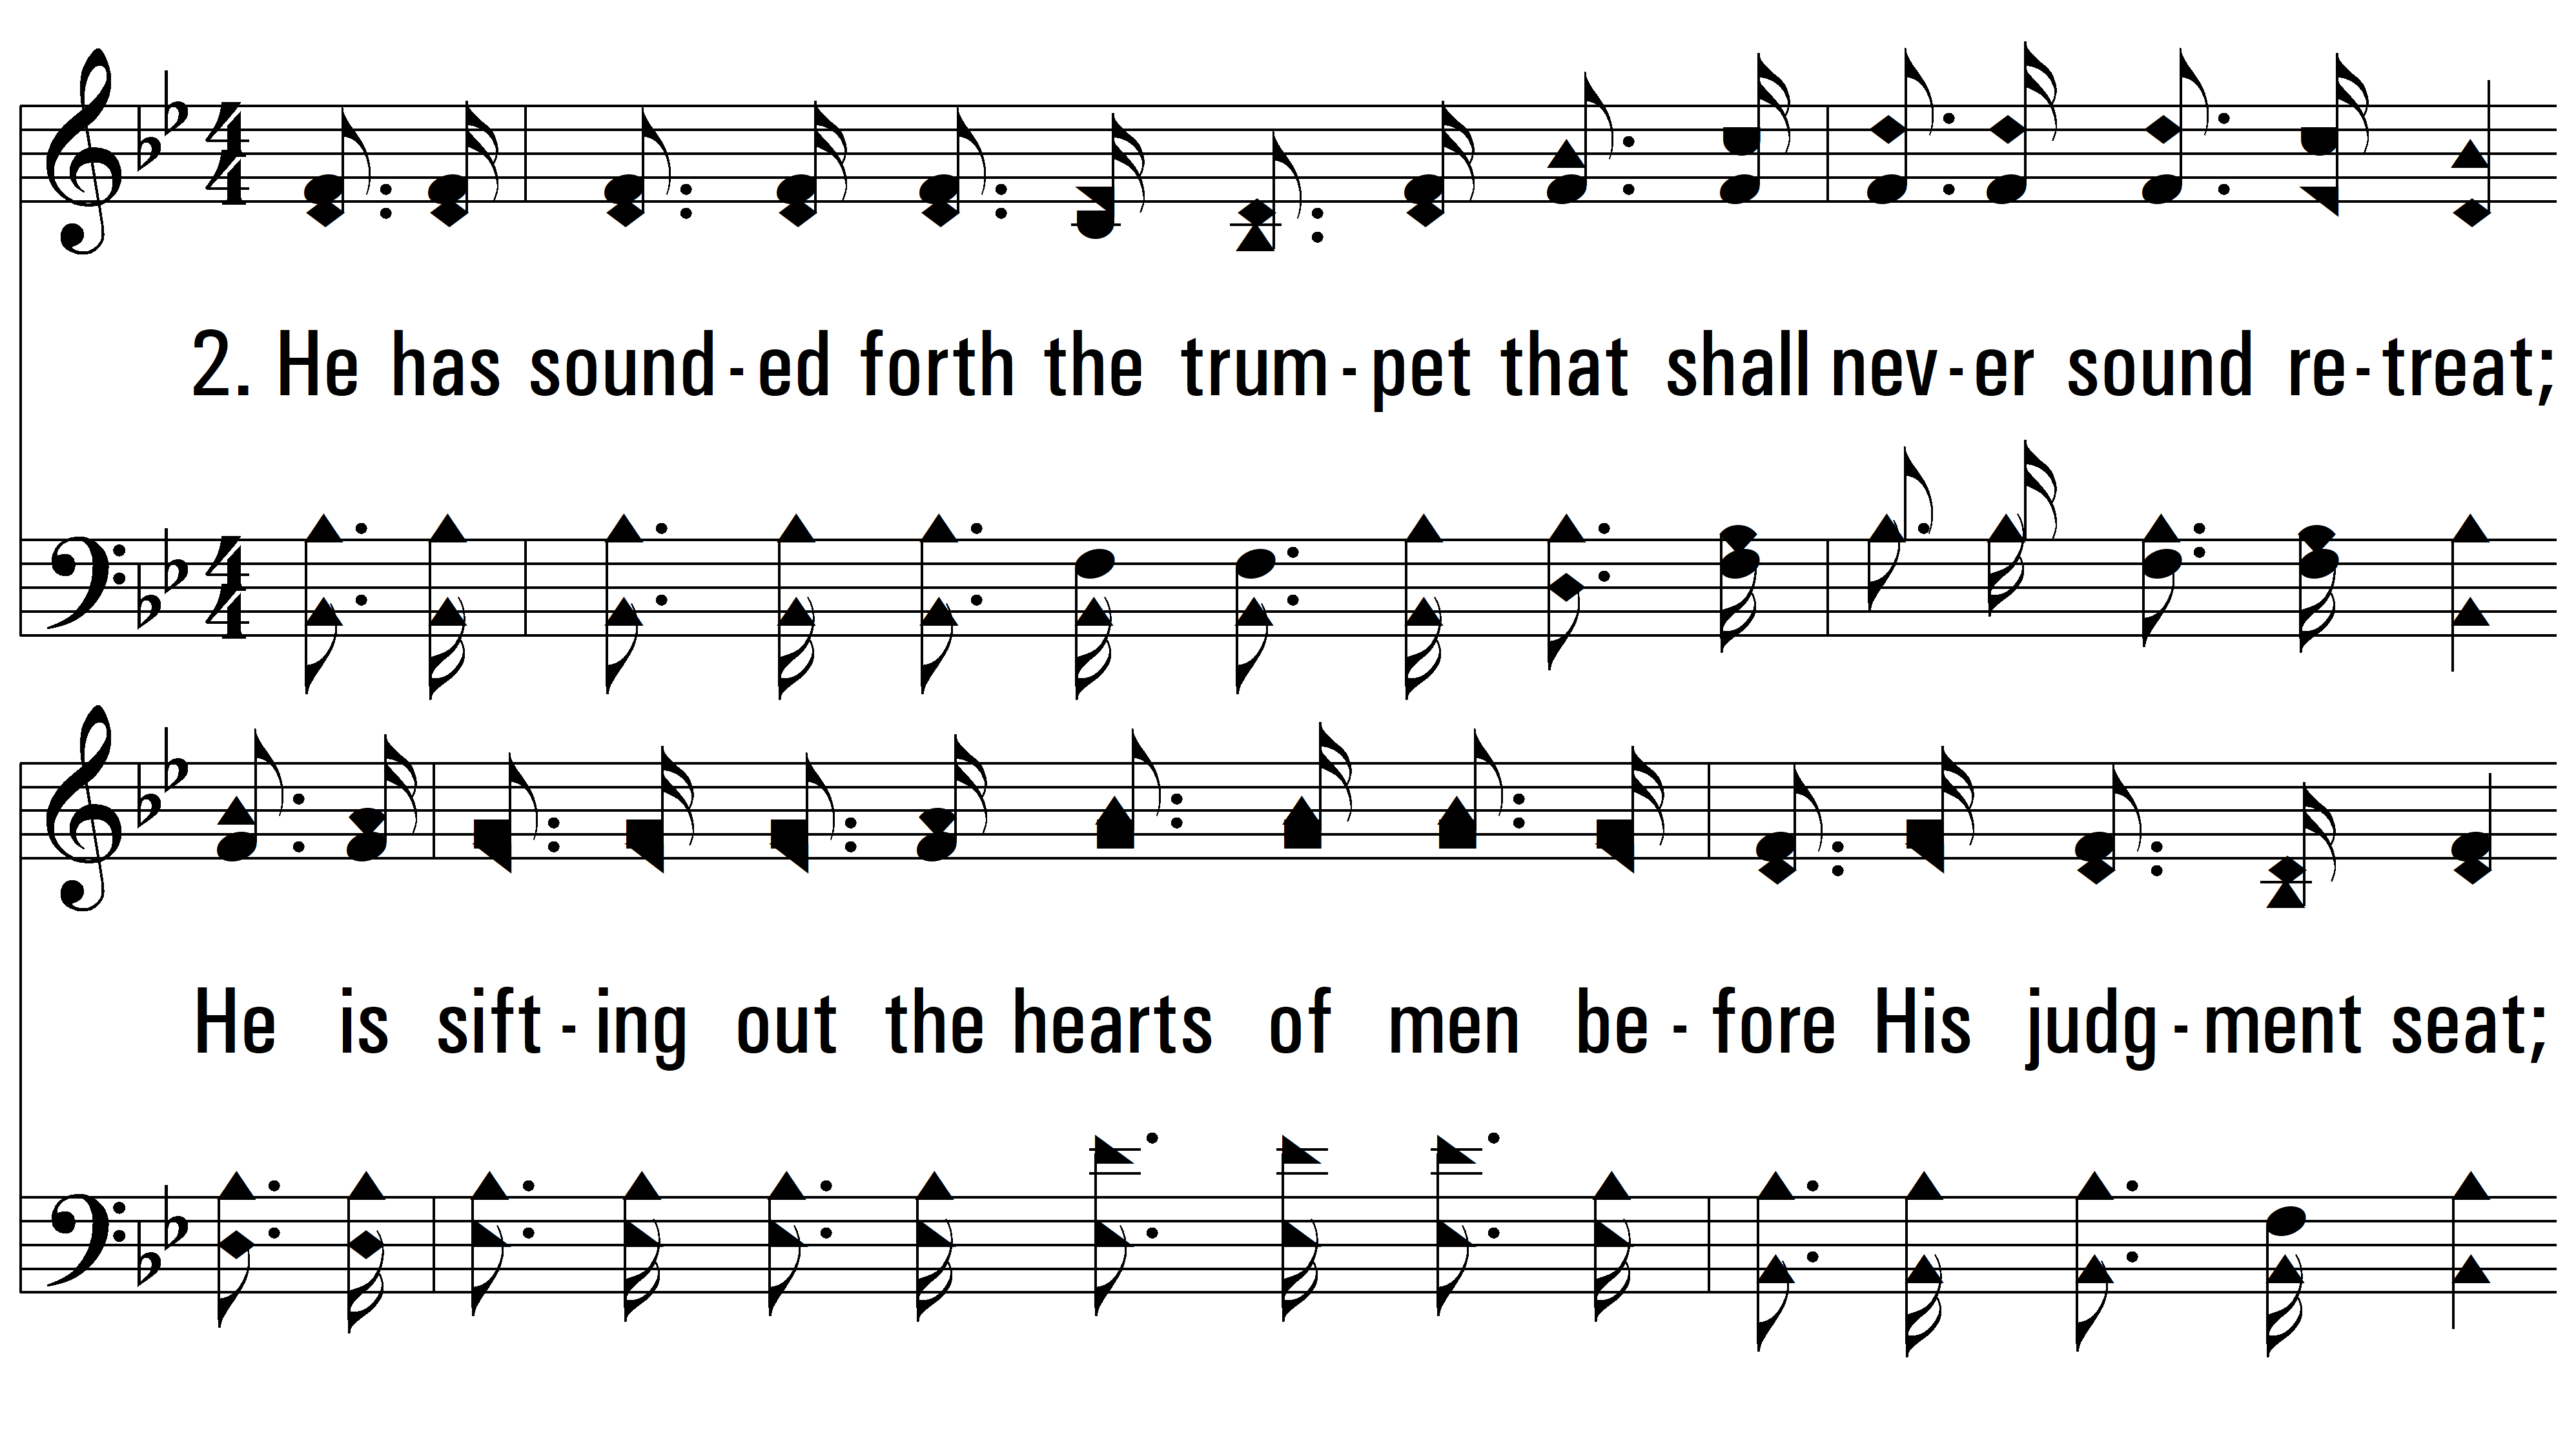 2. He has sound-ed forth the trum-pet that shall nev-er sound re-treat;
He is sift-ing out the hearts of men be-fore His judg-ment seat;